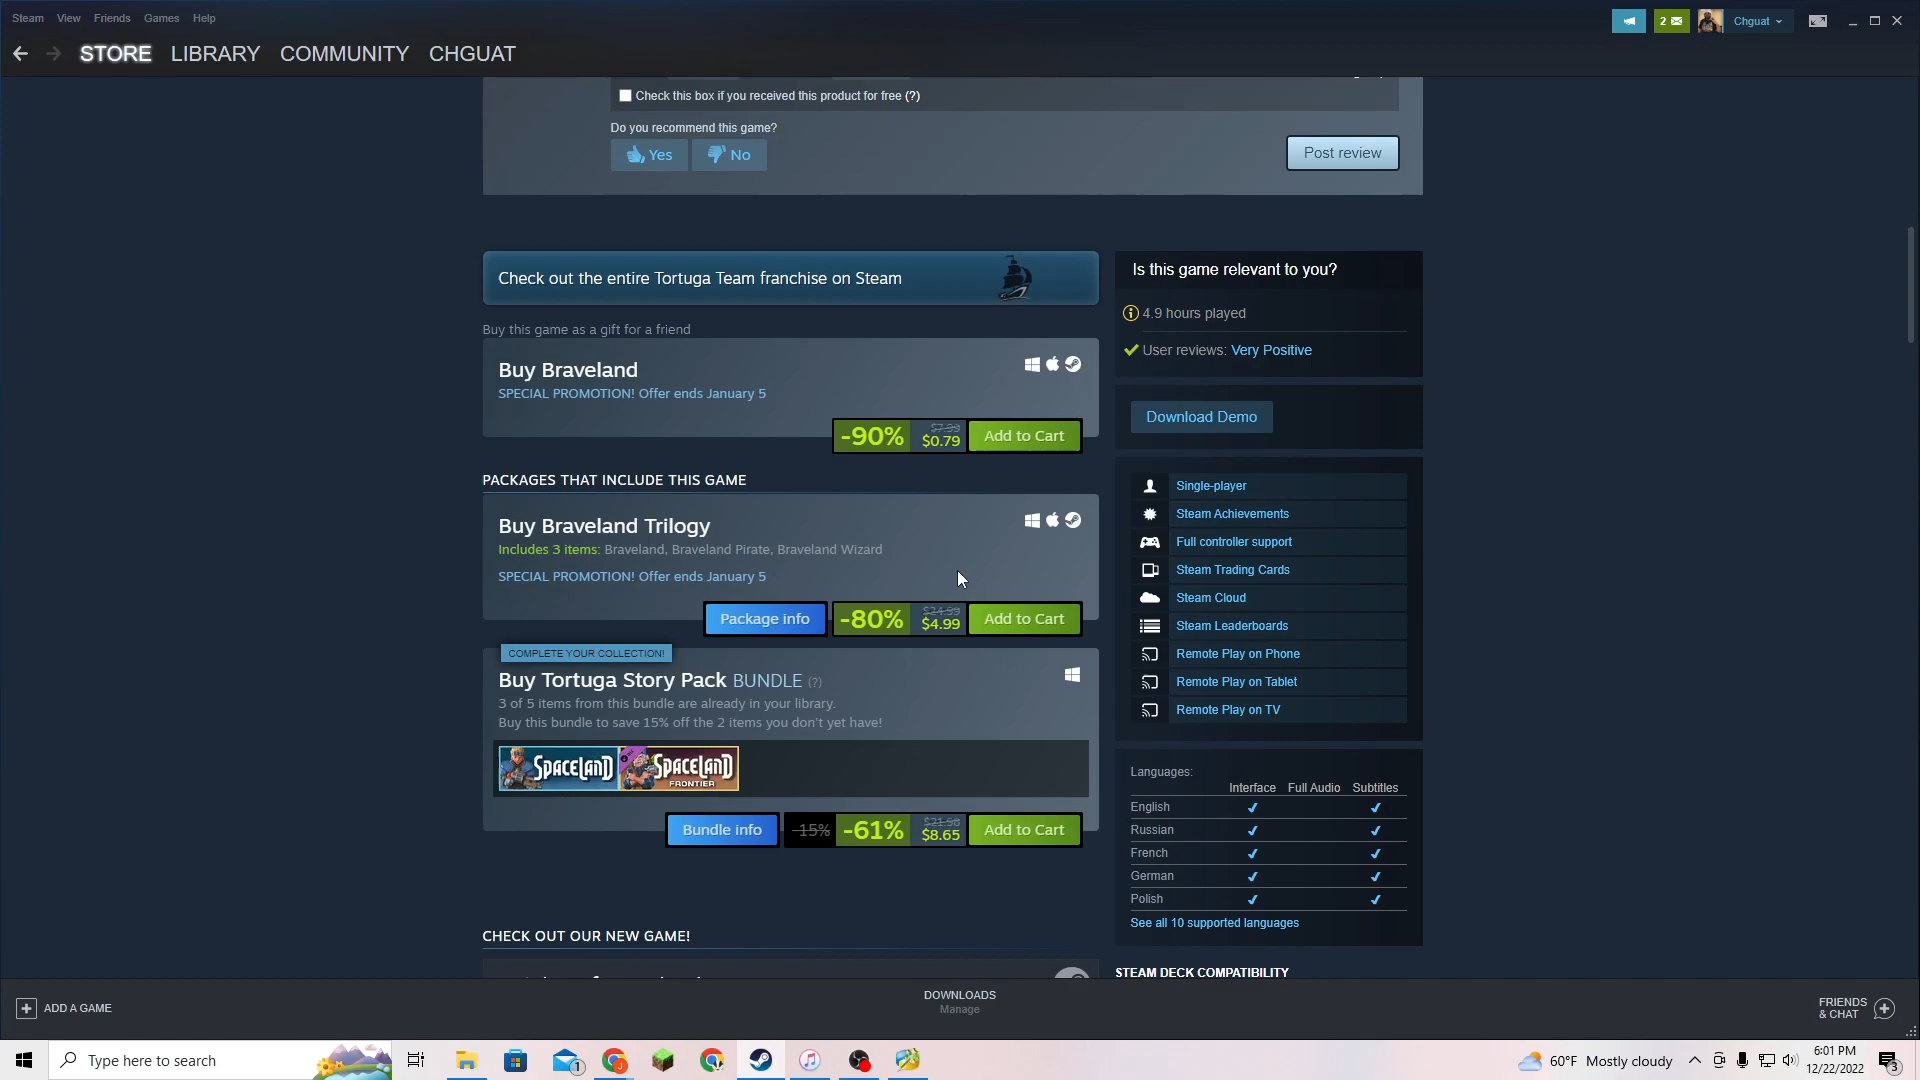 Steam View Friends Games Help
2
Chguat
STORE LIBRARY COMMUNITY CHGUAT
Check this box if you received this product for free (?)
Do you recommend this game?
Yes No
Post review
Check out the entire Tortuga Team franchise on Steam
Buy this game as a gift for a friend
Buy Braveland
SPECIAL PROMOTION! Offer ends January 5
-90% $7.99 $0.79 Add to Cart
PACKAGES THAT INCLUDE THIS GAME
Buy Braveland Trilogy
Includes 3 items: Braveland, Braveland Pirate, Braveland Wizard
SPECIAL PROMOTION! Offer ends January 5
Package info -80% $24.99 $4.99 Add to Cart
COMPLETE YOUR COLLECTION!
Buy Tortuga Story Pack BUNDLE (?)
3 of 5 items from this bundle are already in your library.
Buy this bundle to save 15% off the 2 items you don't yet have!
SPACELAND SPACELAND
FRONTIER
Bundle info -15% -61% $21.98 $8.65 Add to Cart
CHECK OUT OUR NEW GAME!
Is this game relevant to you?
4.9 hours played
User reviews: Very Positive
Download Demo
Single-player
Steam Achievements
Full controller support
Steam Trading Cards
Steam Cloud
Steam Leaderboards
Remote Play on Phone
Remote Play on Tablet
Remote Play on TV
Languages:
Interface Full Audio Subtitles
English
Russian
French
German
Polish
See all 10 supported languages
STEAM DECK COMPATIBILITY
ADD A GAME
DOWNLOADS
Manage
FRIENDS
& CHAT
Type here to search
1
60°F Mostly cloudy
6:01 PM
12/22/2022
3